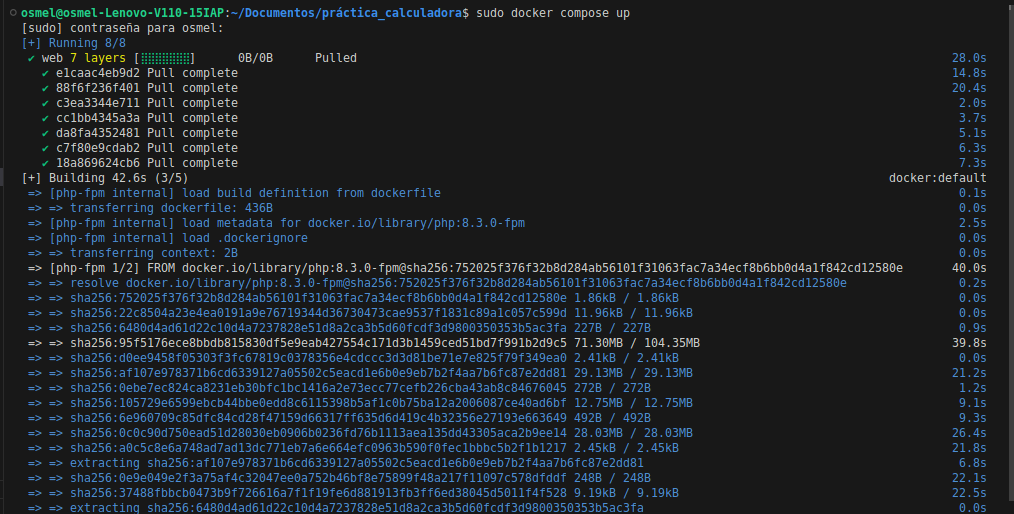 osmel@osmel-Lenovo-V110-15IAP:~/Documentos/práctica_calculadora$ sudo docker compose up
[sudo] contraseña para osmel:
[+] Running 8/8
✔ web 7 layers [⣿⣿⣿⣿⣿⣿⣿] 0B/0B Pulled 28.0s
✔ e1caac4eb9d2 Pull complete 14.8s
✔ 88f6f236f401 Pull complete 20.4s
✔ c3ea3344e711 Pull complete 2.0s
✔ cc1bb4345a3a Pull complete 3.7s
✔ da8fa4352481 Pull complete 5.1s
✔ c7f80e9cdab2 Pull complete 6.3s
✔ 18a869624cb6 Pull complete 7.3s
[+] Building 42.6s (3/5) docker:default
=> [php-fpm internal] load build definition from dockerfile 0.1s
=> => transferring dockerfile: 436B 0.0s
=> [php-fpm internal] load metadata for docker.io/library/php:8.3.0-fpm 2.5s
=> [php-fpm internal] load .dockerignore 0.0s
=> => transferring context: 2B 0.0s
=> [php-fpm 1/2] FROM docker.io/library/php:8.3.0-fpm@sha256:752025f376f32b8d284ab56101f31063fac7a34ecf8b6bb0d4a1f842cd12580e 40.0s
=> => resolve docker.io/library/php:8.3.0-fpm@sha256:752025f376f32b8d284ab56101f31063fac7a34ecf8b6bb0d4a1f842cd12580e 0.2s
=> => sha256:752025f376f32b8d284ab56101f31063fac7a34ecf8b6bb0d4a1f842cd12580e 1.86kB / 1.86kB 0.0s
=> => sha256:22c8504a23e4ea0191a9e76719344d36730473cae9537f1831c89a1c057c599d 11.96kB / 11.96kB 0.0s
=> => sha256:6480d4ad61d22c10d4a7237828e51d8a2ca3b5d60fcdf3d9800350353b5ac3fa 227B / 227B 0.9s
=> => sha256:95f5176ece8bbdb815830df5e9eab427554c171d3b1459ced51bd7f991b2d9c5 71.30MB / 104.35MB 39.8s
=> => sha256:d0ee9458f05303f3fc67819c0378356e4cdccc3d3d81be71e7e825f79f349ea0 2.41kB / 2.41kB 0.0s
=> => sha256:af107e978371b6cd6339127a05502c5eacd1e6b0e9eb7b2f4aa7b6fc87e2dd81 29.13MB / 29.13MB 21.2s
=> => sha256:0ebe7ec824ca8231eb30bfc1bc1416a2e73ecc77cefb226cba43ab8c84676045 272B / 272B 1.2s
=> => sha256:105729e6599ebcb44bbe0edd8c6115398b5af1c0b75ba12a2006087ce40ad6bf 12.75MB / 12.75MB 9.1s
=> => sha256:6e960709c85dfc84cd28f47159d66317ff635d6d419c4b32356e27193e663649 492B / 492B 9.3s
=> => sha256:0c0c90d750ead51d28030eb0906b0236fd76b1113aea135dd43305aca2b9ee14 28.03MB / 28.03MB 26.4s
=> => sha256:a0c5c8e6a748ad7ad13dc771eb7a6e664efc0963b590f0fec1bbbc5b2f1b1217 2.45kB / 2.45kB 21.8s
=> => extracting sha256:af107e978371b6cd6339127a05502c5eacd1e6b0e9eb7b2f4aa7b6fc87e2dd81 6.8s
=> => sha256:0e9e049e2f3a75af4c32047ee0a752b46bf8e75899f48a217f11097c578dfddf 248B / 248B 22.1s
=> => sha256:37488fbbcb0473b9f726616a7f1f19fe6d881913fb3ff6ed38045d5011f4f528 9.19kB / 9.19kB 22.5s
=> => extracting sha256:6480d4ad61d22c10d4a7237828e51d8a2ca3b5d60fcdf3d9800350353b5ac3fa 0.0s